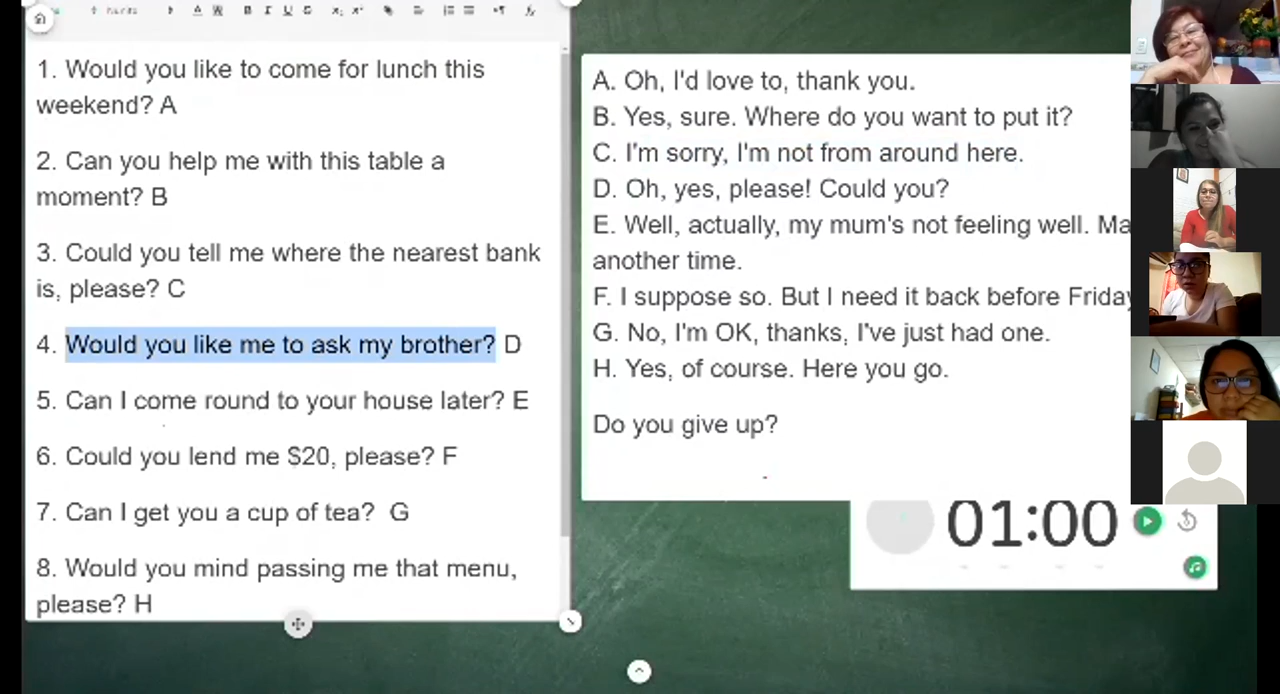 1. Would you like to come for lunch this
weekend? A
2. Can you help me with this table a
moment? B
3. Could you tell me where the nearest bank
is, please? C
4. Would you like me to ask my brother? D
5. Can I come round to your house later? E
6. Could you lend me $20, please? F
7. Can I get you a cup of tea? G
8. Would you mind passing me that menu,
please? H
A. Oh, I'd love to, thank you.
B. Yes, sure. Where do you want to put it?
C. I'm sorry, I'm not from around here.
D. Oh, yes, please! Could you?
E. Well, actually, my mum's not feeling well. Ma
another time.
F. I suppose so. But I need it back before Friday
G. No, I'm OK, thanks, I've just had one.
H. Yes, of course. Here you go.
Do you give up?
01:00